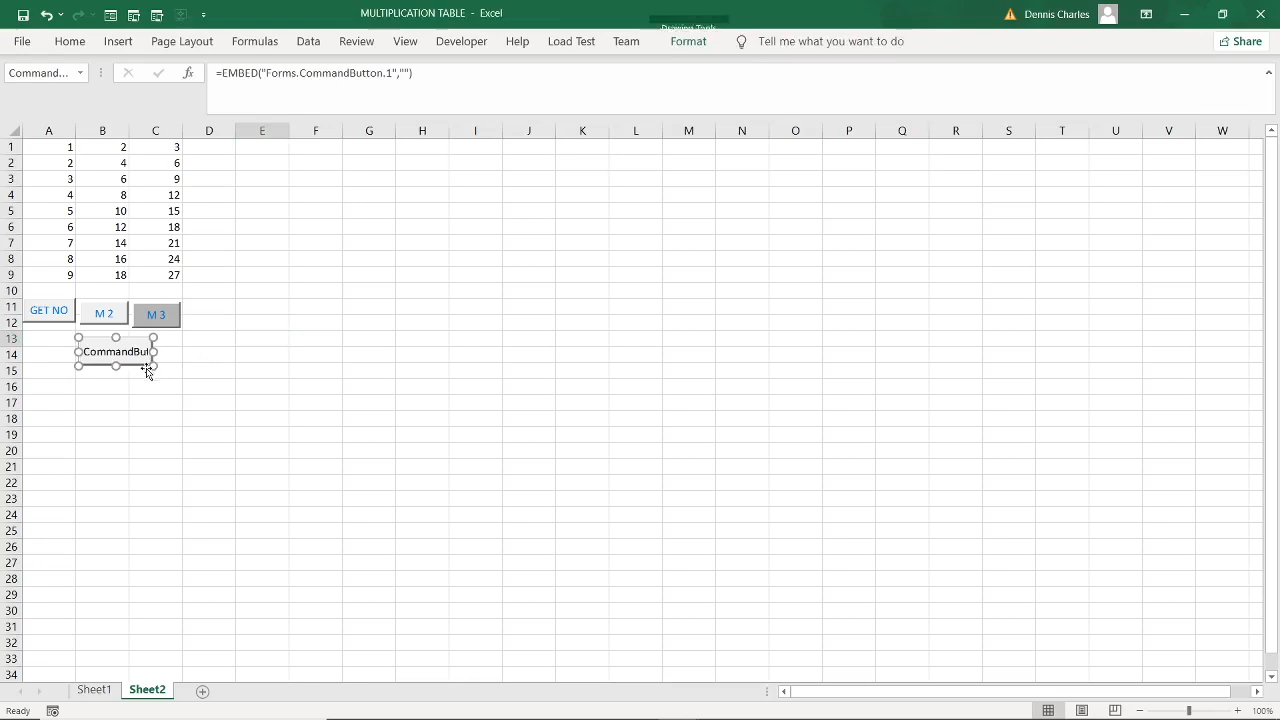 MULTIPLICATION TABLE - Excel
Drawing Tools
Dennis Charles
File Home Insert Page Layout Formulas Data Review View Developer Help Load Test Team Format Tell me what you want to do Share
Command... fx =EMBED("Forms.CommandButton.1","")
A B C D E F G H I J K L M N O P Q R S T U V W
1 1 2 3
2 2 4 6
3 3 6 9
4 4 8 12
5 5 10 15
6 6 12 18
7 7 14 21
8 8 16 24
9 9 18 27
10
11
GET NO M 2 M 3
12
13
CommandBut
14
15
16
17
18
19
20
21
22
23
24
25
26
27
28
29
30
31
32
33
34
Sheet1 Sheet2
Ready 100%